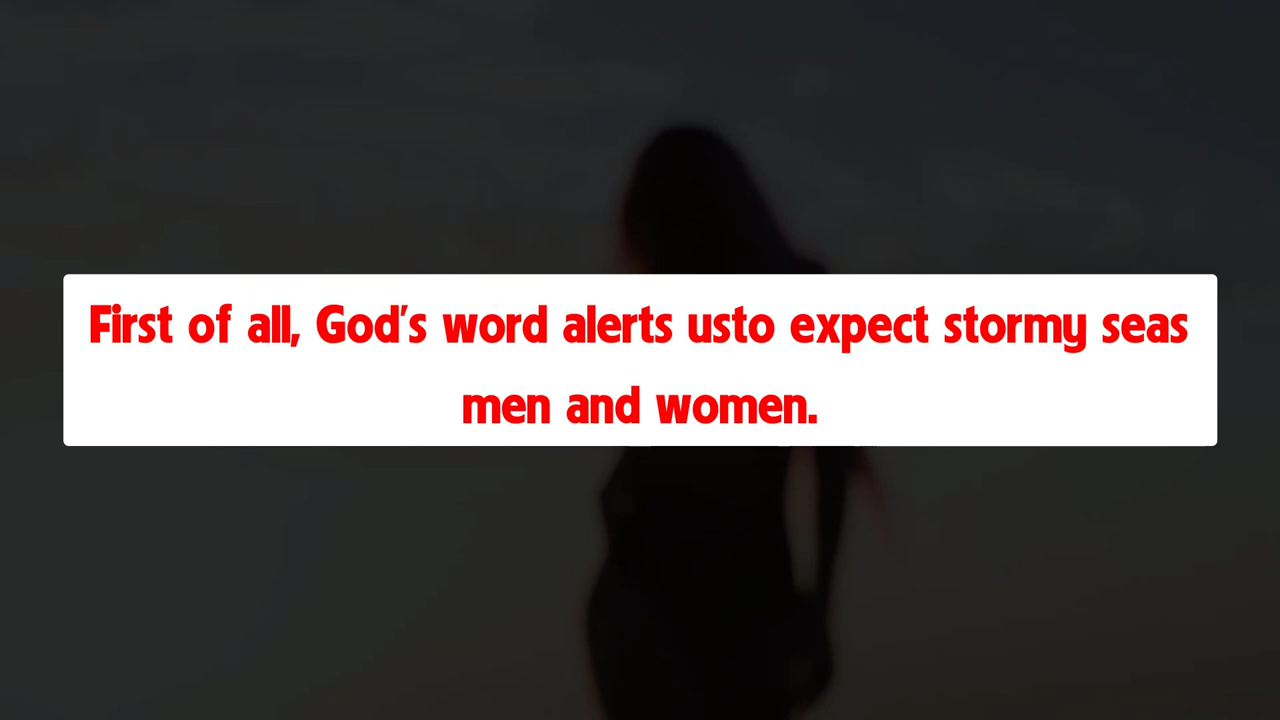 First of all, God's word alerts usto expect stormy seas
men and women.